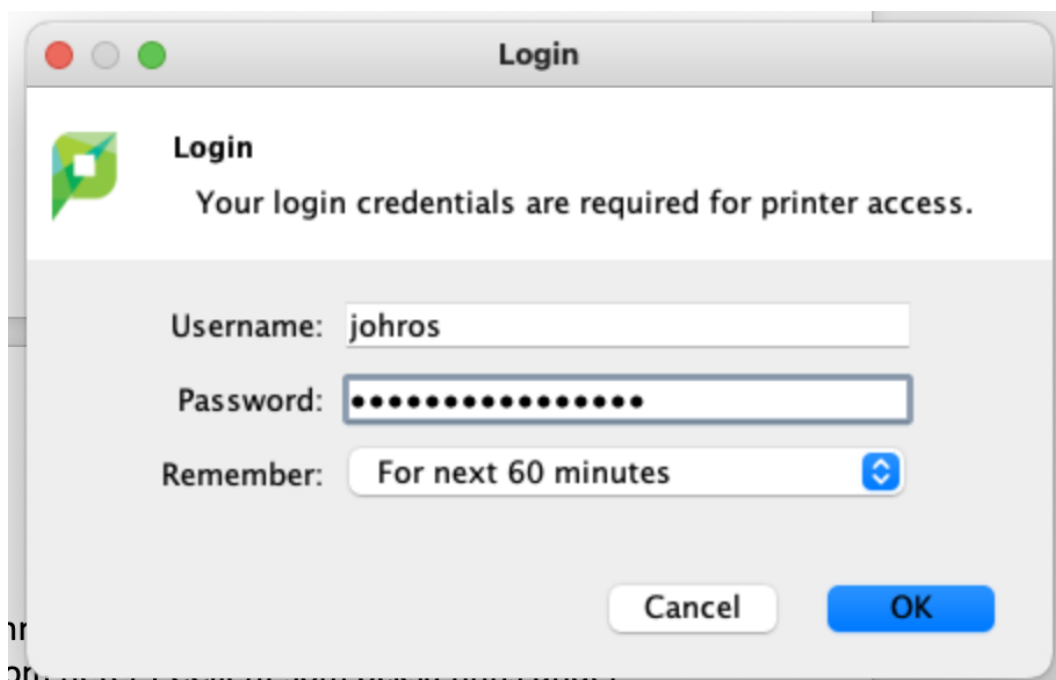 Login
Login
Your login credentials are required for printer access.
Username: johros
Password: ••••••••••••••••
Remember: For next 60 minutes
Cancel OK